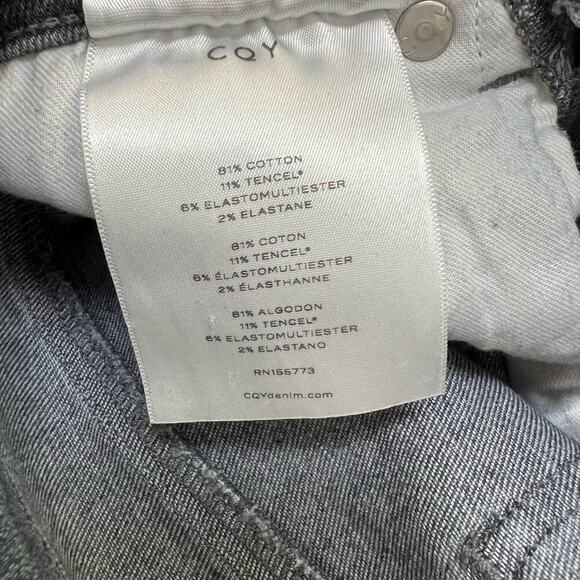 CQY
CQY
81% COTTON
11% TENCEL®
6% ELASTOMULTIESTER
2% ELASTANE
81% COTON
11% TENCEL®
6% ÉLASTOMULTIESTER
2% ÉLASTHANNE
81% ALGODON
11% TENCEL®
6% ELASTOMULTIESTER
2% ELASTANO
RN155773
CQYdenim.com